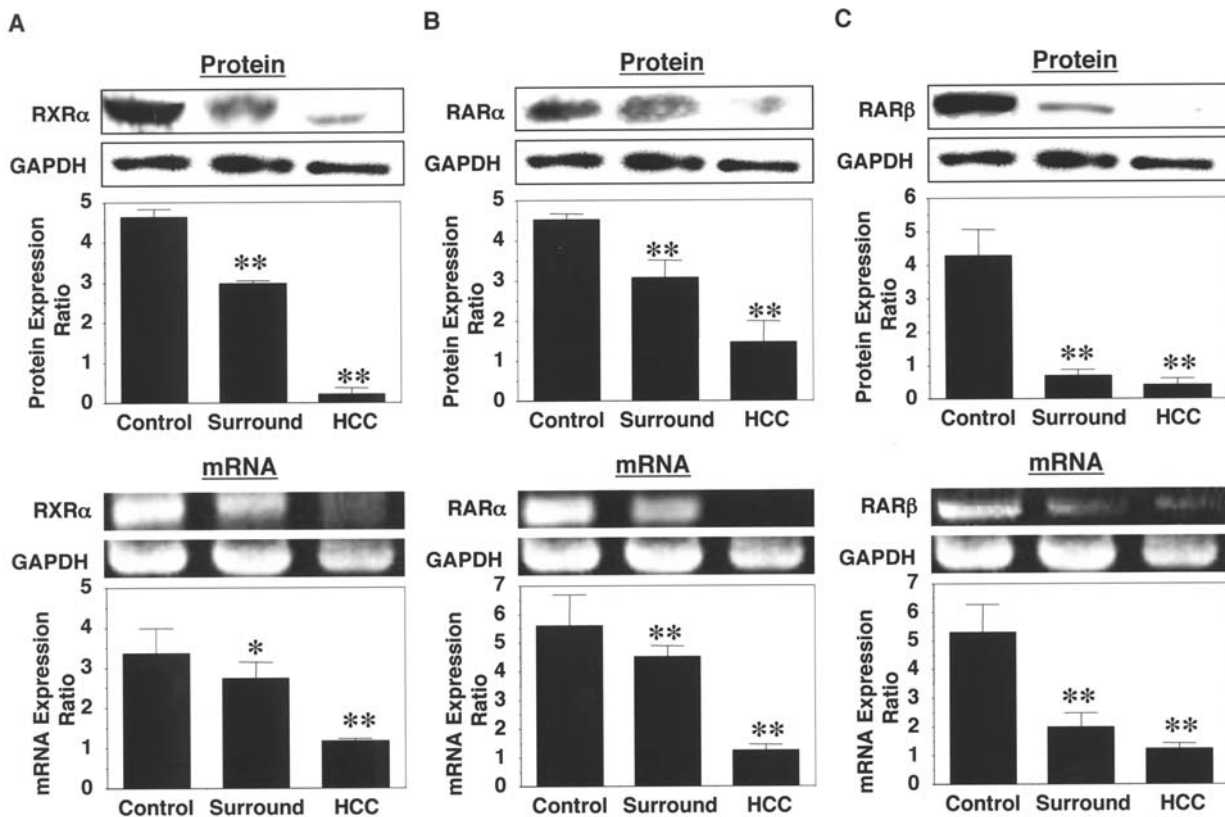 A
Protein
RXRα
GAPDH
Protein Expression
Ratio
5
4
3
2
1
0
**
**
Control Surround HCC
mRNA
RXRα
GAPDH
mRNA Expression
Ratio
5
4
3
2
1
0
*
**
Control Surround HCC
B
Protein
RARα
GAPDH
Protein Expression
Ratio
5
4
3
2
1
0
**
**
Control Surround HCC
mRNA
RARα
GAPDH
mRNA Expression
Ratio
7
6
5
4
3
2
1
0
**
**
Control Surround HCC
C
Protein
RARβ
GAPDH
Protein Expression
Ratio
6
5
4
3
2
1
0
**
**
Control Surround HCC
mRNA
RARβ
GAPDH
mRNA Expression
Ratio
7
6
5
4
3
2
1
0
**
**
Control Surround HCC